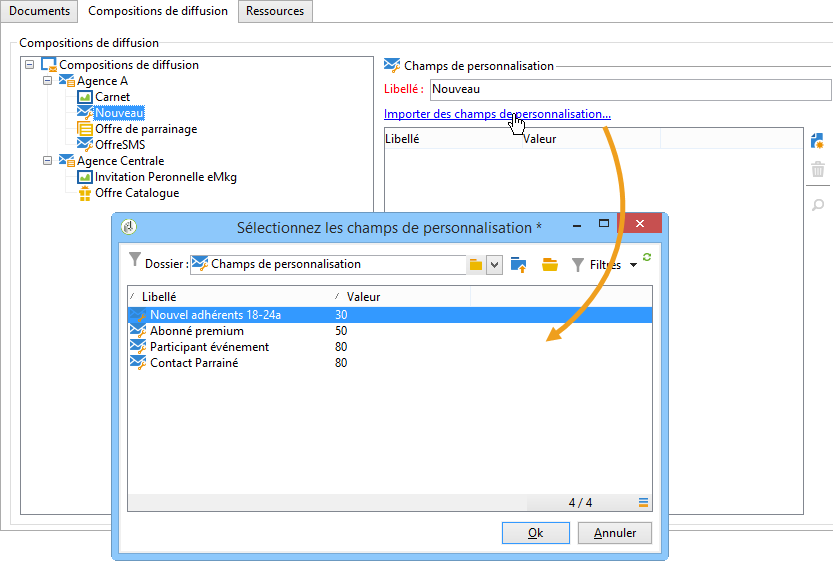 Documents Compositions de diffusion Ressources
Compositions de diffusion
Compositions de diffusion
Agence A
Carnet
Nouveau
Offre de parrainage
OffreSMS
Agence Centrale
Invitation Peronnelle eMkg
Offre Catalogue
Champs de personnalisation
Libellé : Nouveau
Importer des champs de personnalisation...
Libellé Valeur
Sélectionnez les champs de personnalisation *
Dossier : Champs de personnalisation Filtres
Libellé Valeur
Nouvel adhérents 18-24a 30
Abonné premium 50
Participant événement 80
Contact Parrainé 80
4 / 4
Ok Annuler